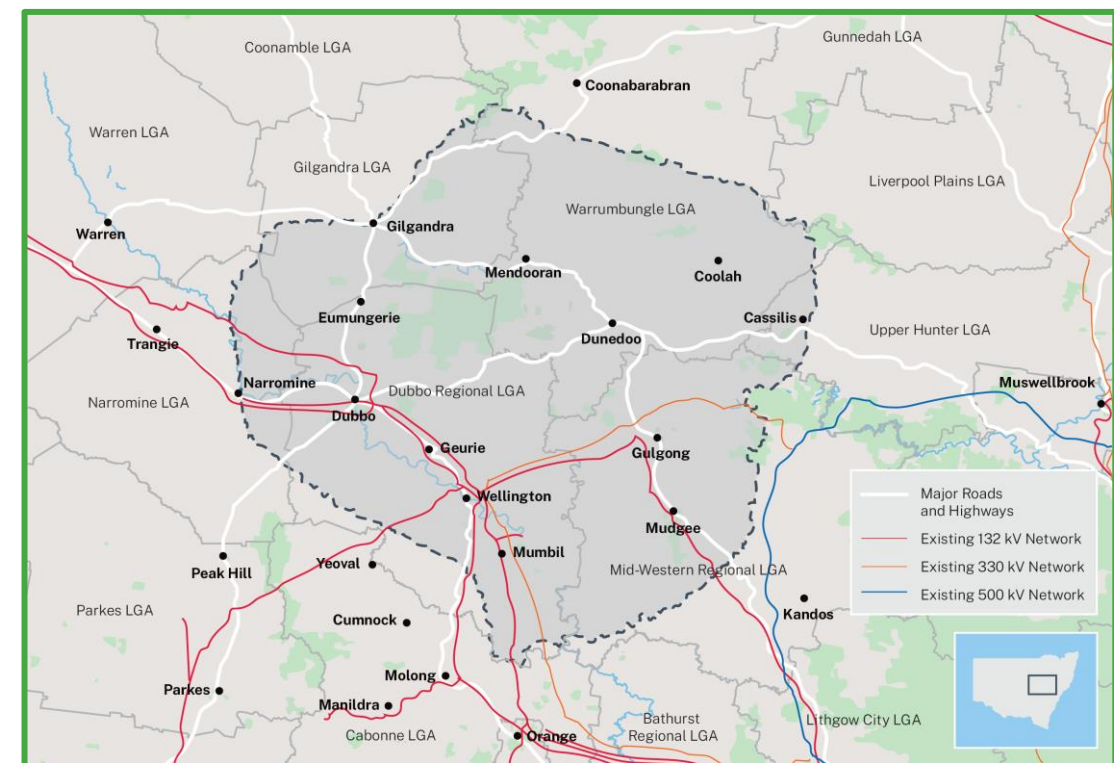 Gunnedah LGA
Coonamble LGA
Coonabarabran
Warren LGA
Gilgandra LGA
Liverpool Plains LGA
Warrumbungle LGA
Warren
Gilgandra
Mendooran
Coolah
Eumungerie
Cassilis
Trangie
Dunedoo
Upper Hunter LGA
Narromine
Muswellbrook
Dubbo Regional LGA
Narromine LGA
Dubbo
Geurie
Gulgong
Wellington
Major Roads
and Highways
Mudgee
Existing 132 kV Network
Peak Hill
Yeoval
Mumbil
Mid-Western Regional LGA
Existing 330 kV Network
Existing 500 kV Network
Parkes LGA
Kandos
Cumnock
Molong
Parkes
Manildra
Bathurst
Regional LGA
Lithgow City LGA
Cabonne LGA
Orange